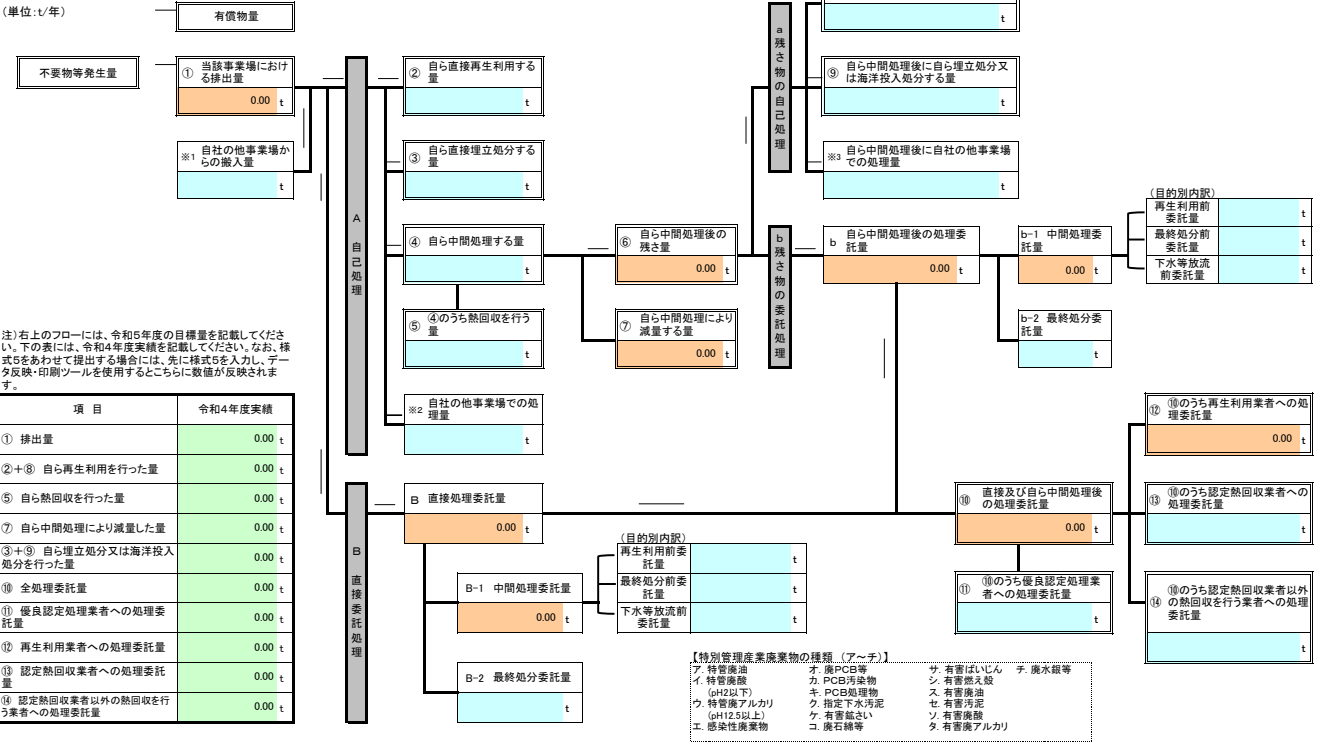 (単位:t/年)
有償物量
t
不要物等発生量
① 当該事業場におけ
る排出量
0.00 t
※1 自社の他事業場か
らの搬入量
t
A 自己処理
② 自ら直接再生利用する
量
t
③ 自ら直接埋立処分する
量
t
④ 自ら中間処理する量
t
⑤ ④のうち熱回収を行う
量
t
※2 自社の他事業場での処
理量
t
⑥ 自ら中間処理後の
残さ量
0.00 t
⑦ 自ら中間処理により
減量する量
0.00 t
a 残さ物の自己処理
⑨ 自ら中間処理後に自ら埋立処分又
は海洋投入処分する量
t
※3 自ら中間処理後に自社の他事業場
での処理量
t
b 残さ物の委託処理
b 自ら中間処理後の処理委
託量
0.00 t
b-1 中間処理委
託量
0.00 t
b-2 最終処分委
託量
t
(目的別内訳)
再生利用前
委託量
t
最終処分前
委託量
t
下水等放流
前委託量
t
注)右上のフローには、令和5年度の目標量を記載してくださ
い。下の表には、令和4年度実績を記載してください。なお、様
式5をあわせて提出する場合には、先に様式5を入力し、デー
タ反映・印刷ツールを使用するとこちらに数値が反映されま
す。
項 目 令和4年度実績
① 排出量 0.00 t
②+⑧ 自ら再生利用を行った量 0.00 t
⑤ 自ら熱回収を行った量 0.00 t
⑦ 自ら中間処理により減量した量 0.00 t
③+⑨ 自ら埋立処分又は海洋投入
処分を行った量 0.00 t
⑩ 全処理委託量 0.00 t
⑪ 優良認定処理業者への処理委
託量 0.00 t
⑫ 再生利用業者への処理委託量 0.00 t
⑬ 認定熱回収業者への処理委託
量 0.00 t
⑭ 認定熱回収業者以外の熱回収を行
う業者への処理委託量 0.00 t
B 直接委託処理
B 直接処理委託量
0.00 t
B-1 中間処理委託量
0.00 t
B-2 最終処分委託量
t
(目的別内訳)
再生利用前委
託量
t
最終処分前委
託量
t
下水等放流前
委託量
t
⑩ 直接及び自ら中間処理後
の処理委託量
0.00 t
⑪ ⑩のうち優良認定処理業
者への処理委託量
t
⑫ ⑩のうち再生利用業者への処
理委託量
0.00 t
⑬ ⑩のうち認定熱回収業者への
処理委託量
t
⑭ ⑩のうち認定熱回収業者以外
の熱回収を行う業者への処理
委託量
t
【特別管理産業廃棄物の種類 (ア~チ)】
ア. 特管廃油 オ. 廃PCB等 サ. 有害ばいじん チ. 廃水銀等
イ. 特管廃酸 カ. PCB汚染物 シ. 有害燃え殻
(pH2以下) キ. PCB処理物 ス. 有害廃油
ウ. 特管廃アルカリ ク. 指定下水汚泥 セ. 有害汚泥
(pH12.5以上) ケ. 有害鉱さい ソ. 有害廃酸
エ. 感染性廃棄物 コ. 廃石綿等 タ. 有害廃アルカリ